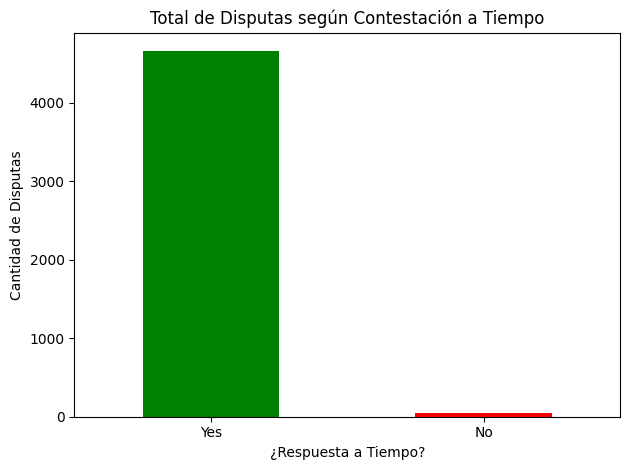 Total de Disputas según Contestación a Tiempo
Cantidad de Disputas
4000
3000
2000
1000
0
Yes
No
¿Respuesta a Tiempo?